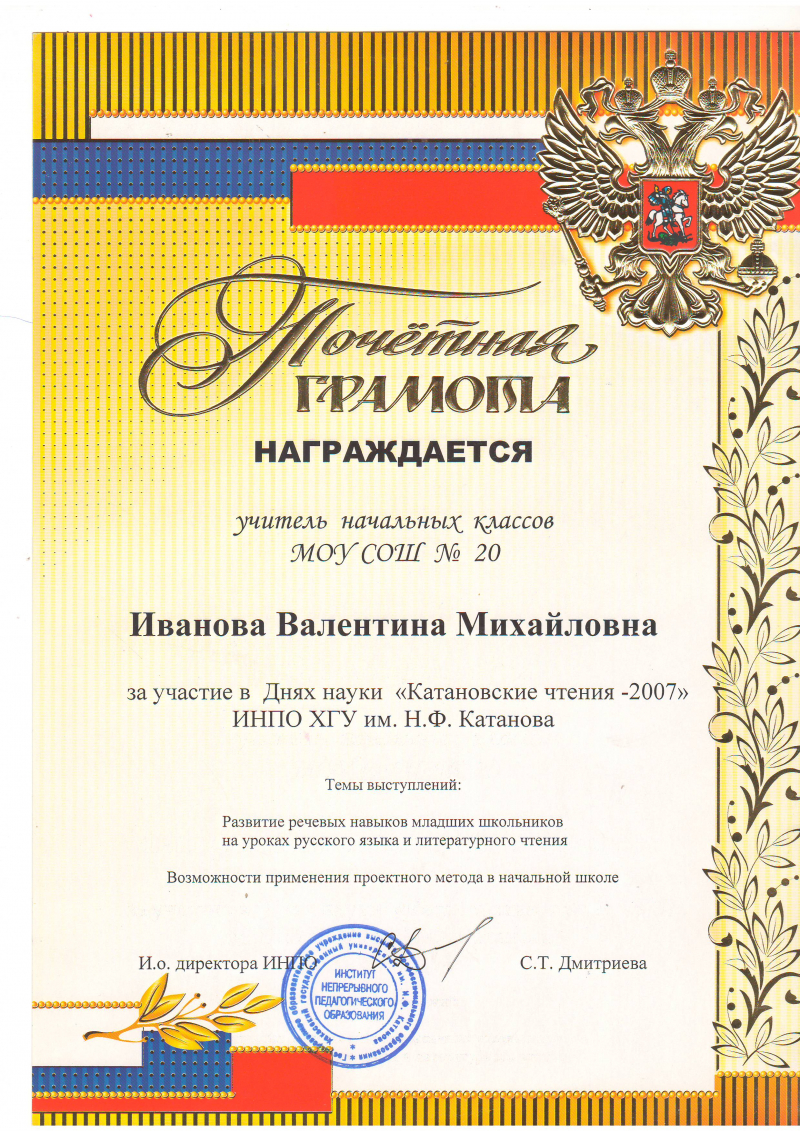 Почётная
ГРАМОТА
НАГРАЖДАЕТСЯ
учитель начальных классов
МОУ СОШ № 20
Иванова Валентина Михайловна
за участие в Днях науки «Катановские чтения -2007»
ИНПО ХГУ им. Н.Ф. Катанова
Темы выступлений:
Развитие речевых навыков младших школьников
на уроках русского языка и литературного чтения
Возможности применения проектного метода в начальной школе
И.о. директора ИНПО
С.Т. Дмитриева
ИНСТИТУТ
НЕПРЕРЫВНОГО
ПЕДАГОГИЧЕСКОГО
ОБРАЗОВАНИЯ